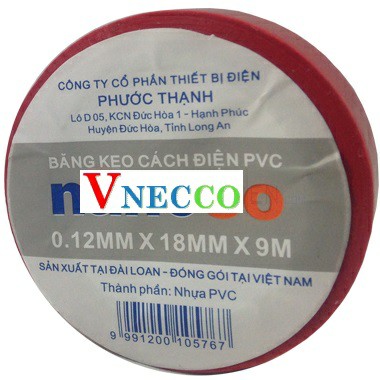 CÔNG TY CỔ PHẦN THIẾT BỊ ĐIỆN
PHƯỚC THẠNH
Lô D 05, KCN Đức Hòa 1 - Hạnh Phúc
Huyện Đức Hòa, Tỉnh Long An
BĂNG KEO CÁCH ĐIỆN PVC
VNECCO
0.12MM X 18MM X 9M
SẢN XUẤT TẠI ĐÀI LOAN - ĐÓNG GÓI TẠI VIỆT NAM
Thành phần: Nhựa PVC
9 991200 105767